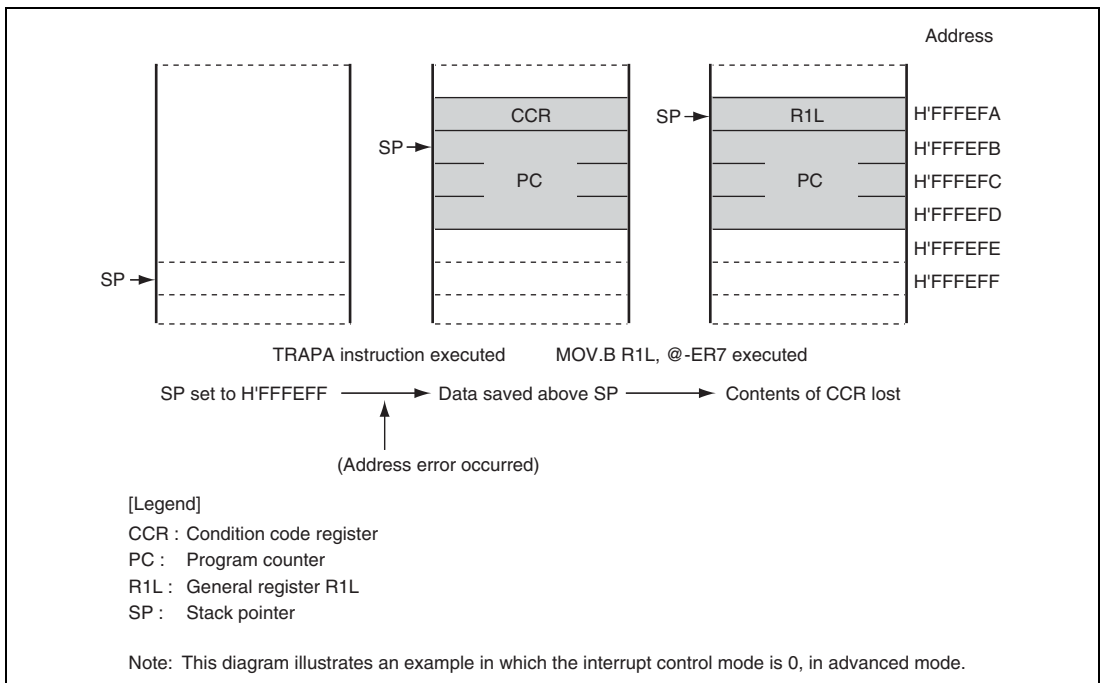 Address
CCR
SP
R1L
H'FFFEFA
SP
H'FFFEFB
PC
PC
H'FFFEFC
H'FFFEFD
H'FFFEFE
SP
H'FFFEFF
TRAPA instruction executed
MOV.B R1L, @-ER7 executed
SP set to H'FFFEFF
Data saved above SP
Contents of CCR lost
(Address error occurred)
[Legend]
CCR : Condition code register
PC : Program counter
R1L : General register R1L
SP : Stack pointer
Note: This diagram illustrates an example in which the interrupt control mode is 0, in advanced mode.